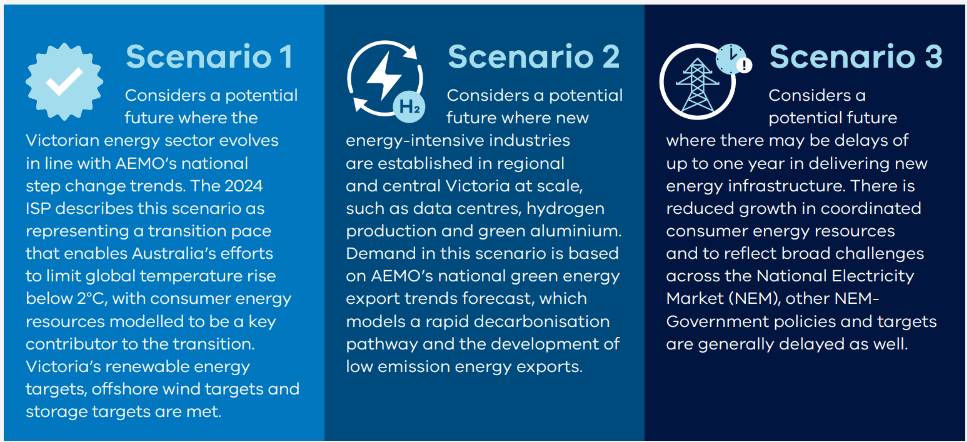 Scenario 1
Considers a potential
future where the
Victorian energy sector evolves
in line with AEMO's national
step change trends. The 2024
ISP describes this scenario as
representing a transition pace
that enables Australia's efforts
to limit global temperature rise
below 2°C, with consumer energy
resources modelled to be a key
contributor to the transition.
Victoria's renewable energy
targets, offshore wind targets and
storage targets are met.
H₂
Scenario 2
Considers a potential
future where new
energy-intensive industries
are established in regional
and central Victoria at scale,
such as data centres, hydrogen
production and green aluminium.
Demand in this scenario is based
on AEMO's national green energy
export trends forecast, which
models a rapid decarbonisation
pathway and the development of
low emission energy exports.
!
Scenario 3
Considers a
potential future
where there may be delays of
up to one year in delivering new
energy infrastructure. There is
reduced growth in coordinated
consumer energy resources
and to reflect broad challenges
across the National Electricity
Market (NEM), other NEM-
Government policies and targets
are generally delayed as well.